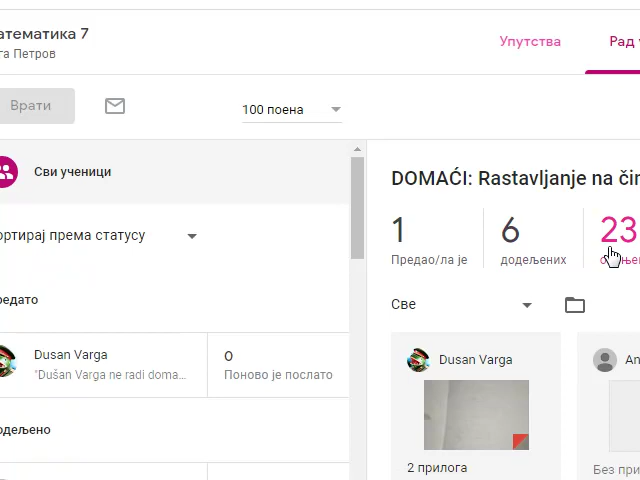 атематика 7
га Петров
Упутства
Рад
Врати
100 поена
Сви ученици
DOMAĆI: Rastavljanje na čin
ортирај према статусу
1
6
23
Предао/ла је
додељених
Све
редато
Dusan Varga
"Dušan Varga ne radi doma...
0
Поново је послато
Dusan Varga
An
одељено
2 прилога
Без при